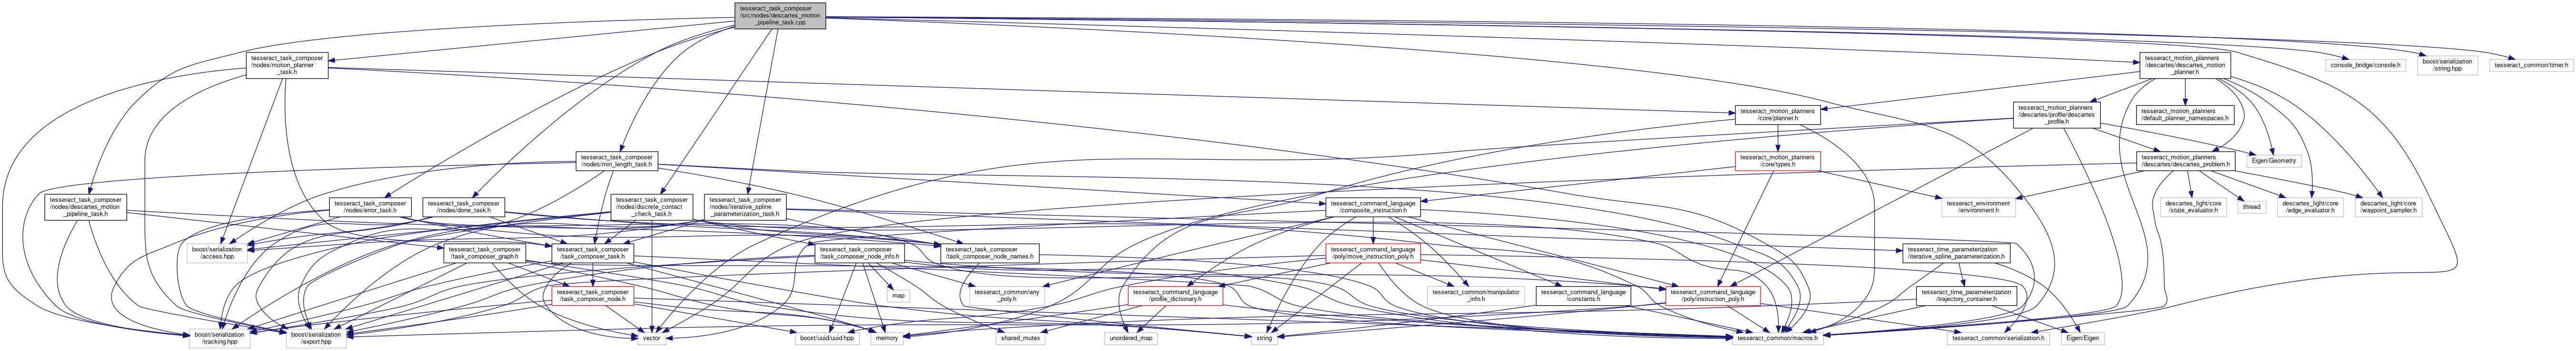 tesseract_task_composer
/src/nodes/descartes_motion
_pipeline_task.cpp
tesseract_task_composer
/nodes/motion_planner
_task.h
tesseract_motion_planners
/descartes/descartes_motion
_planner.h
console_bridge/console.h
boost/serialization
/string.hpp
tesseract_common/timer.h
tesseract_motion_planners
/core/planner.h
tesseract_motion_planners
/descartes/profile/descartes
_profile.h
tesseract_motion_planners
/default_planner_namespaces.h
tesseract_task_composer
/nodes/min_length_task.h
tesseract_motion_planners
/core/types.h
tesseract_motion_planners
/descartes/descartes_problem.h
Eigen/Geometry
tesseract_task_composer
/nodes/descartes_motion
_pipeline_task.h
tesseract_task_composer
/nodes/error_task.h
tesseract_task_composer
/nodes/done_task.h
tesseract_task_composer
/nodes/discrete_contact
_check_task.h
tesseract_task_composer
/nodes/iterative_spline
_parameterization_task.h
tesseract_command_language
/composite_instruction.h
tesseract_environment
/environment.h
descartes_light/core
/state_evaluator.h
thread
descartes_light/core
/edge_evaluator.h
descartes_light/core
/waypoint_sampler.h
boost/serialization
/access.hpp
tesseract_task_composer
/task_composer_graph.h
tesseract_task_composer
/task_composer_task.h
tesseract_task_composer
/task_composer_node_info.h
tesseract_task_composer
/task_composer_node_names.h
tesseract_command_language
/poly/move_instruction_poly.h
tesseract_time_parameterization
/iterative_spline_parameterization.h
tesseract_task_composer
/task_composer_node.h
map
tesseract_common/any
_poly.h
tesseract_command_language
/profile_dictionary.h
tesseract_common/manipulator
_info.h
tesseract_command_language
/constants.h
tesseract_command_language
/poly/instruction_poly.h
tesseract_time_parameterization
/trajectory_container.h
boost/serialization
/tracking.hpp
boost/serialization
/export.hpp
vector
boost/uuid/uuid.hpp
memory
shared_mutex
unordered_map
string
tesseract_common/macros.h
tesseract_common/serialization.h
Eigen/Eigen